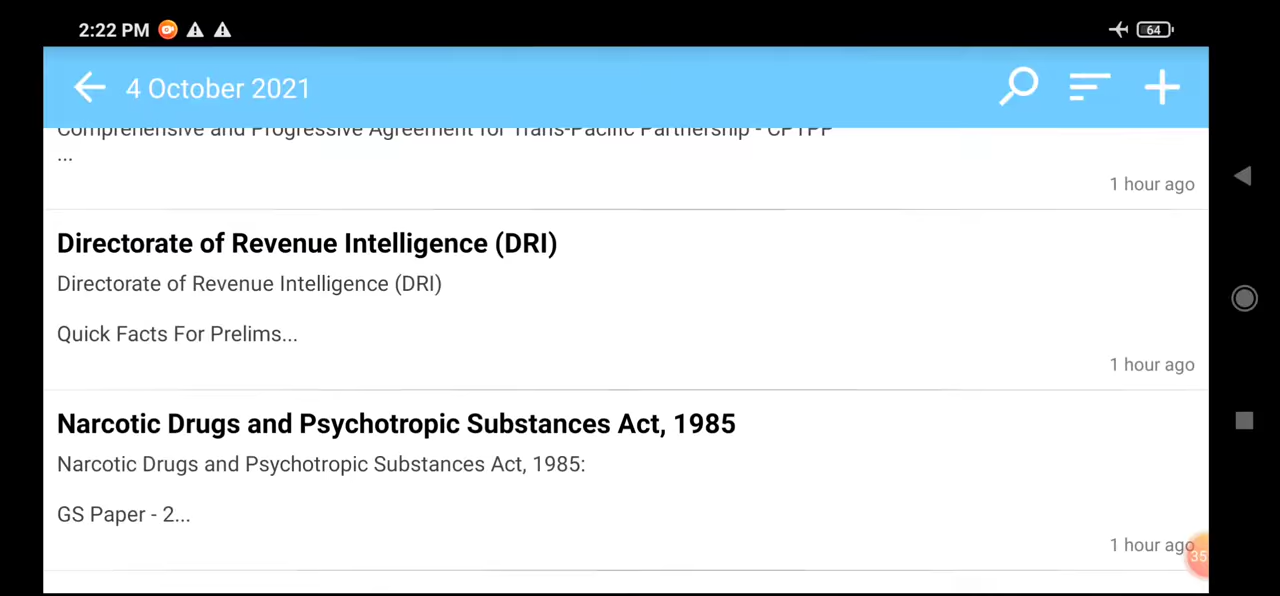 2:22 PM
64
4 October 2021
Comprehensive and Progressive Agreement for Trans-Pacific Partnership - CPTPP
...
1 hour ago
Directorate of Revenue Intelligence (DRI)
Directorate of Revenue Intelligence (DRI)
Quick Facts For Prelims...
1 hour ago
Narcotic Drugs and Psychotropic Substances Act, 1985
Narcotic Drugs and Psychotropic Substances Act, 1985:
GS Paper - 2...
1 hour ago
35